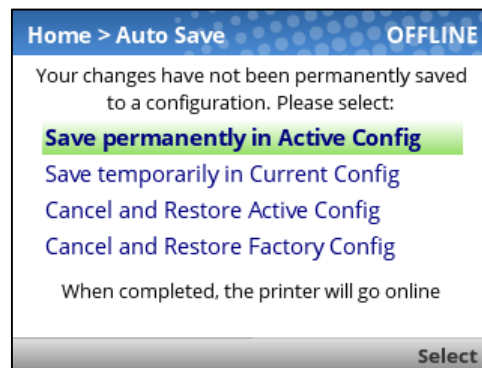 Home > Auto Save OFFLINE
Your changes have not been permanently saved
to a configuration. Please select:
Save permanently in Active Config
Save temporarily in Current Config
Cancel and Restore Active Config
Cancel and Restore Factory Config
When completed, the printer will go online
Select